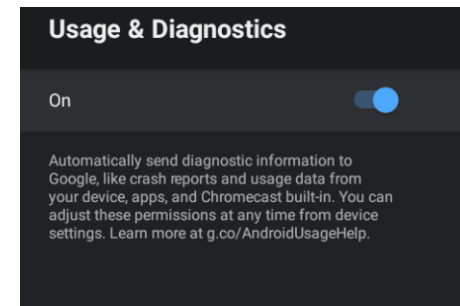 Usage & Diagnostics
On
Automatically send diagnostic information to
Google, like crash reports and usage data from
your device, apps, and Chromecast built-in. You can
adjust these permissions at any time from device
settings. Learn more at g.co/AndroidUsageHelp.